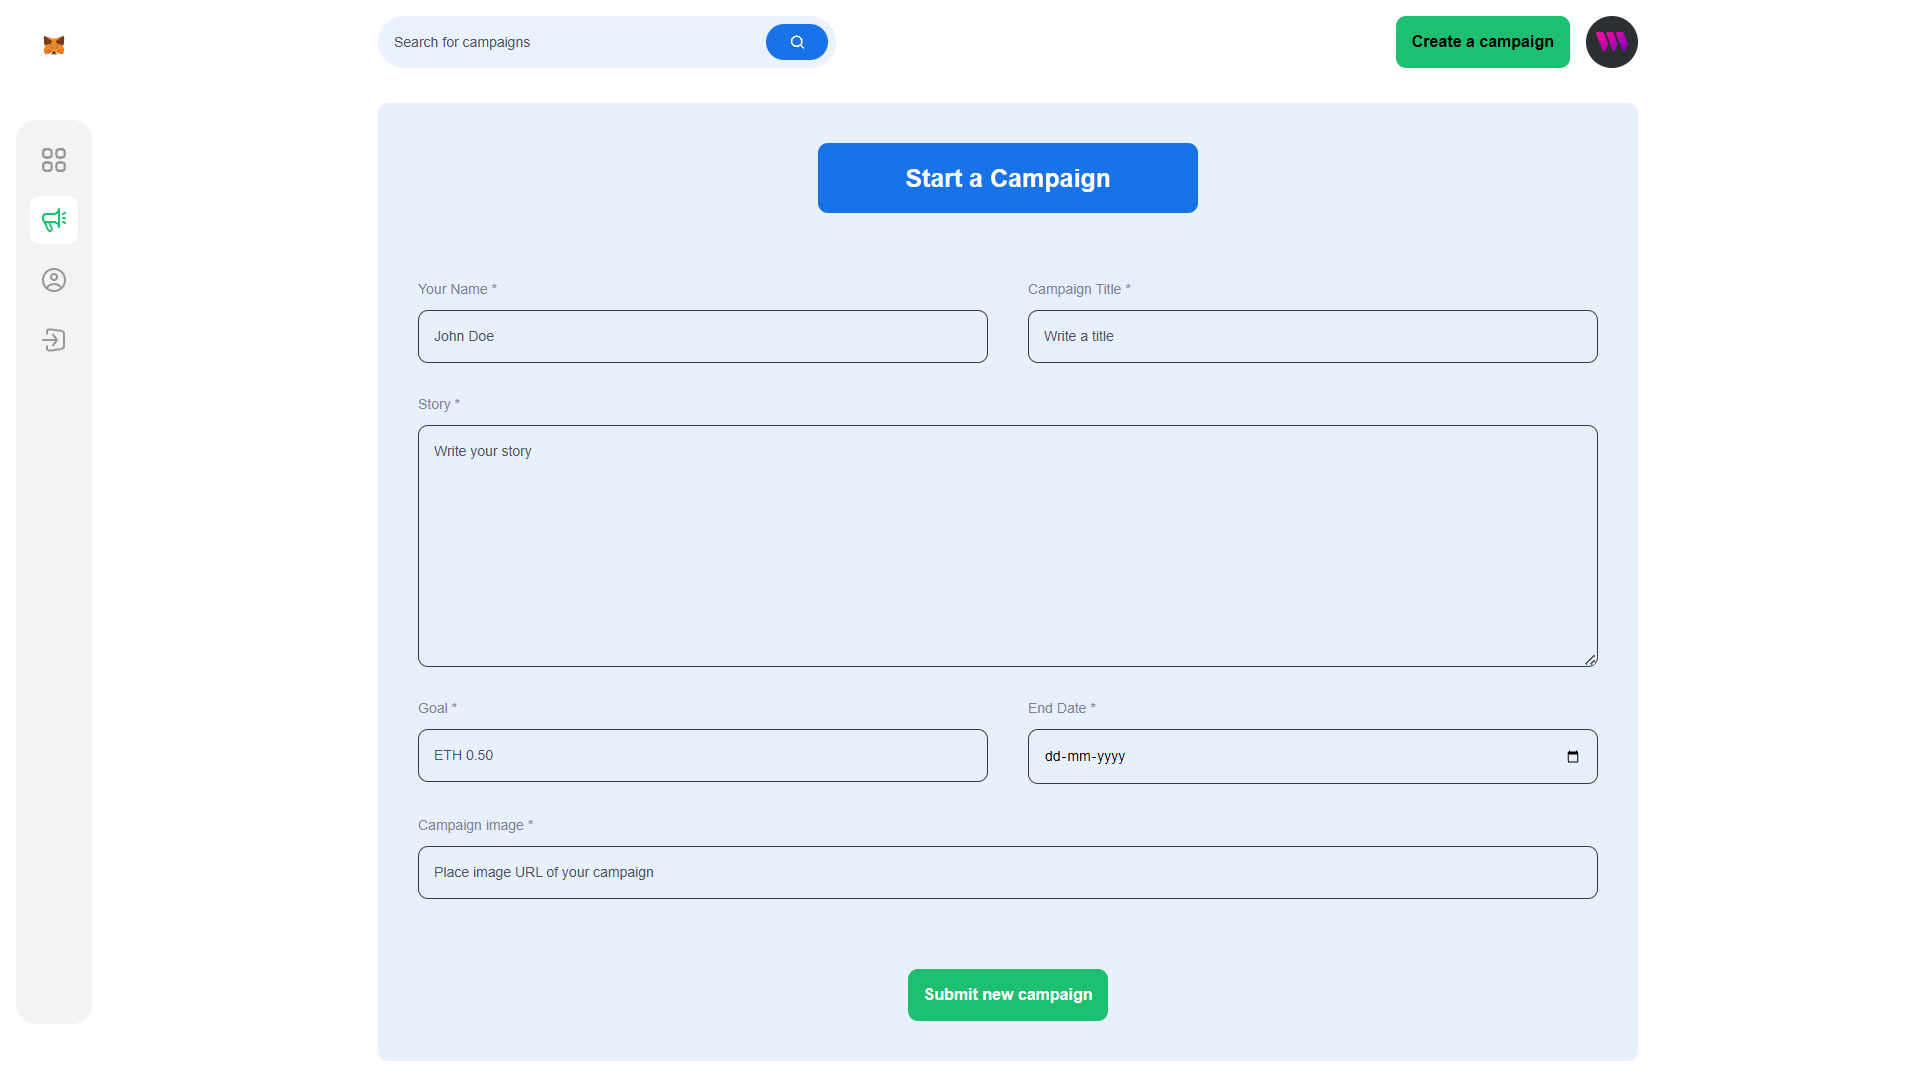 Search for campaigns
Create a campaign
Start a Campaign
Your Name *
Campaign Title *
John Doe
Write a title
Story *
Write your story
Goal *
End Date *
ETH 0.50
dd-mm-yyyy
Campaign image *
Place image URL of your campaign
Submit new campaign